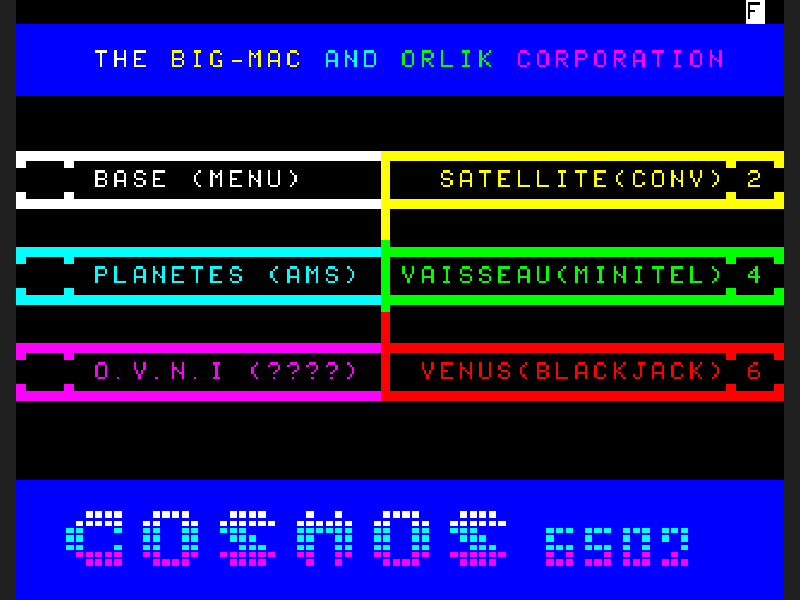 F
THE BIG-MAC AND ORLIK CORPORATION
BASE (MENU) SATELLITE(CONV) 2
PLANETES (AMS) VAISSEAU(MINITEL) 4
O.V.N.I (????) VENUS(BLACKJACK) 6
COSMOS 6502